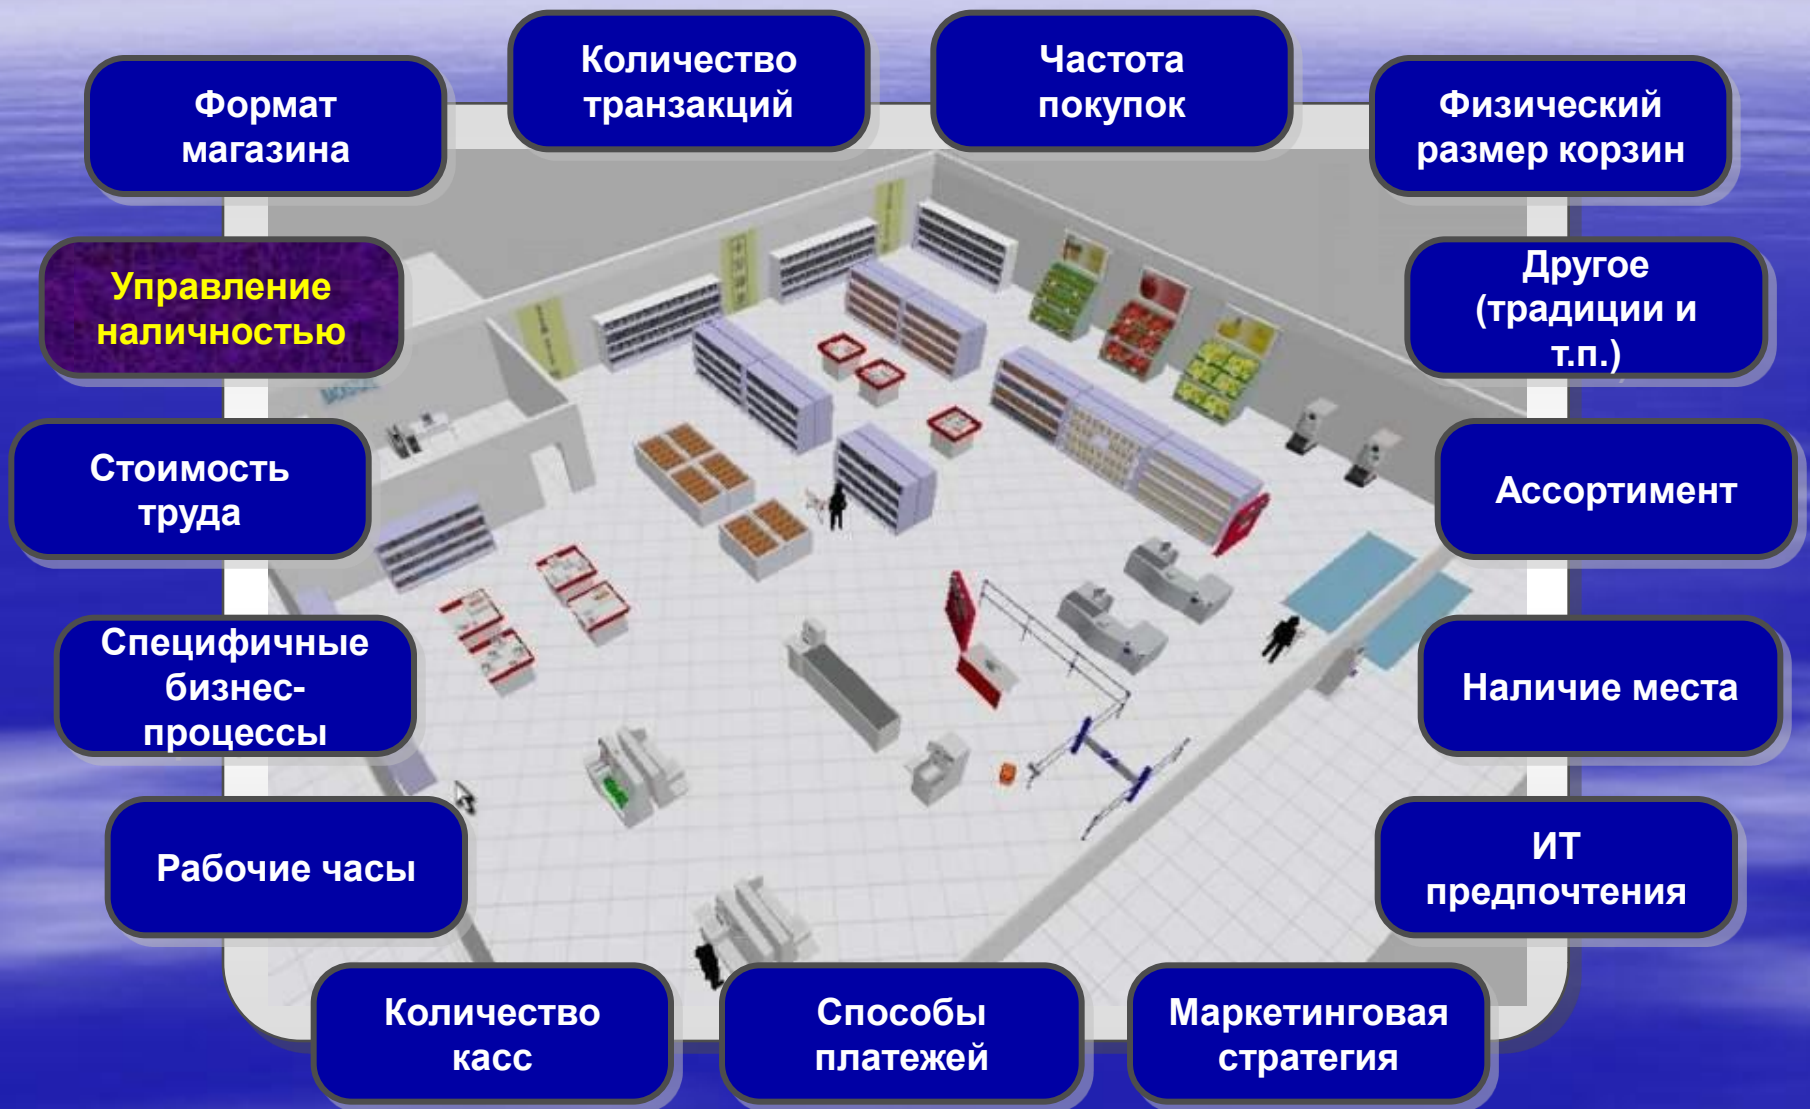 Количество
транзакций
Частота
покупок
Формат
магазина
Физический
размер корзин
Управление
наличностью
Другое
(традиции и
т.п.)
Стоимость
труда
Ассортимент
Специфичные
бизнес-
процессы
Наличие места
Рабочие часы
ИТ
предпочтения
Количество
касс
Способы
платежей
Маркетинговая
стратегия